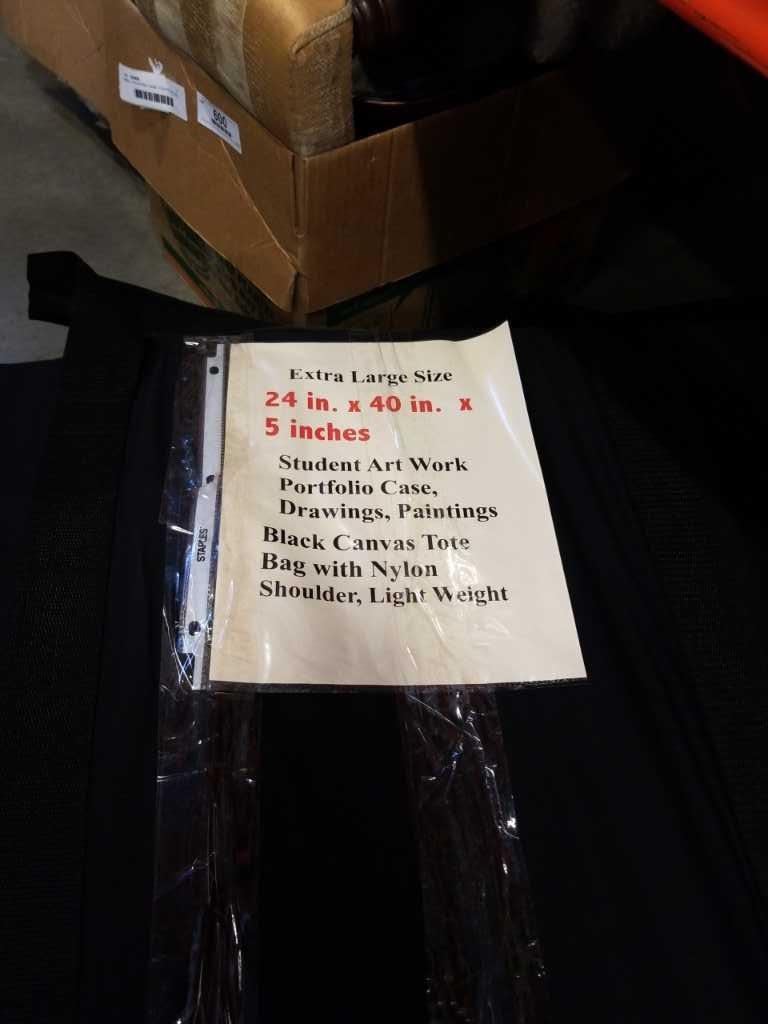 600
Extra Large Size
24 in. x 40 in. x
5 inches
Student Art Work
Portfolio Case,
Drawings, Paintings
Black Canvas Tote
Bag with Nylon
Shoulder, Light Weight
STAPLES